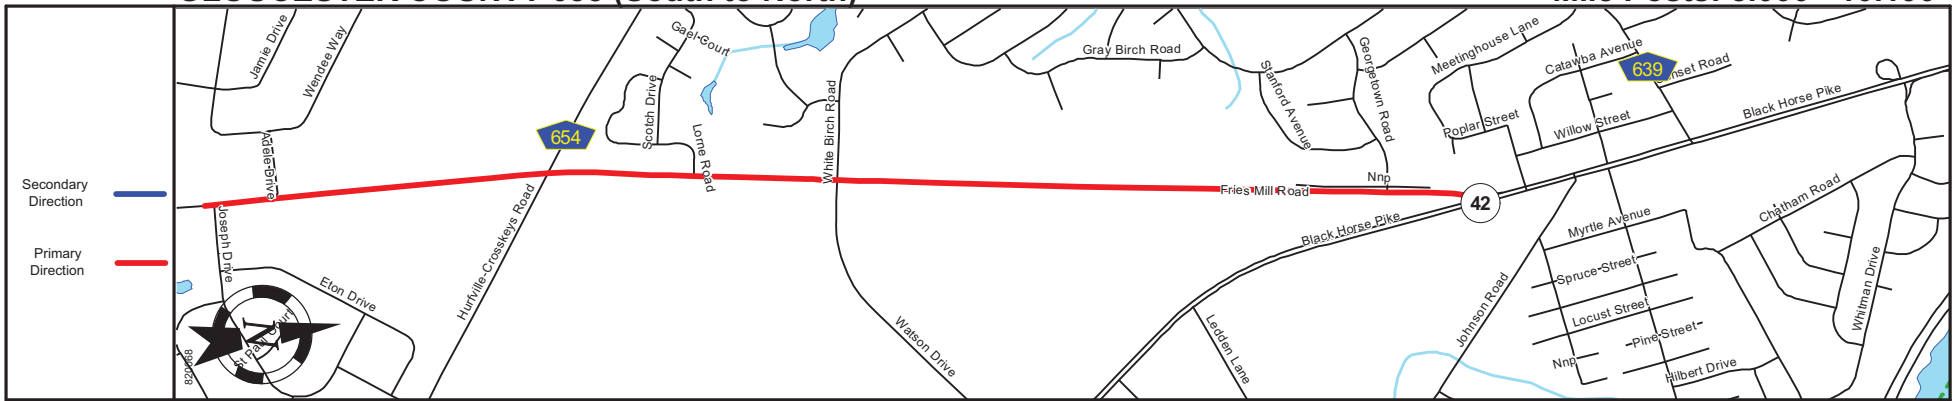 Secondary
Direction
Primary
Direction
Jamie Drive
Wendee Way
Adele Drive
Joseph Drive
Eton Drive
St Paul Court
820068
654
Hurffville-Crosskeys Road
Gael Court
Scotch Drive
Lorne Road
White Birch Road
Watson Drive
Gray Birch Road
Stanford Avenue
Georgetown Road
Nnp
Fries Mill Road
42
Black Horse Pike
Ledden Lane
Meetinghouse Lane
Catawba Avenue
639
Sunset Road
Poplar Street
Willow Street
Black Horse Pike
Myrtle Avenue
Chatham Road
Spruce Street
Locust Street
Pine Street
Nnp
Hilbert Drive
Johnson Road
Whitman Drive